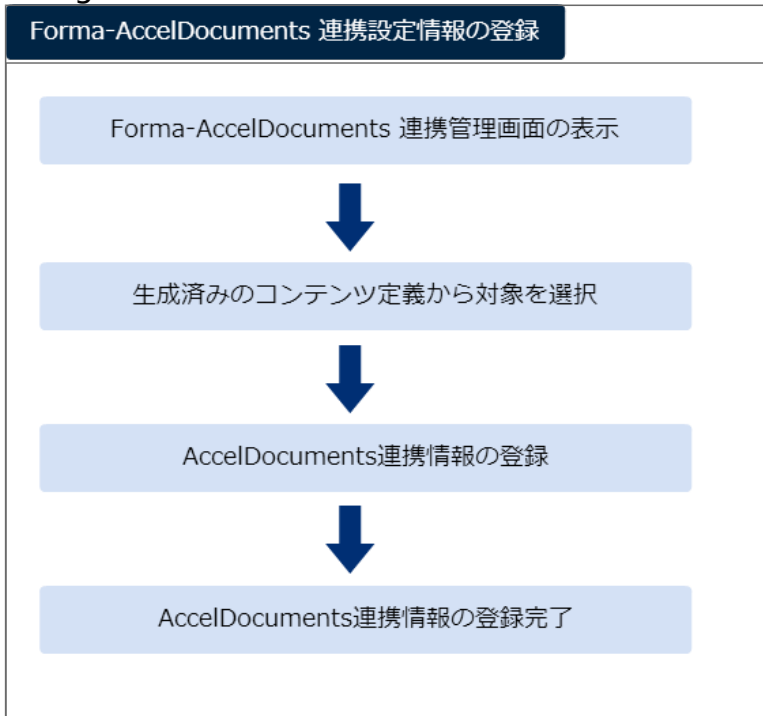 Forma-AccelDocuments 連携設定情報の登録
Forma-AccelDocuments 連携管理画面の表示
生成済みのコンテンツ定義から対象を選択
AccelDocuments連携情報の登録
AccelDocuments連携情報の登録完了